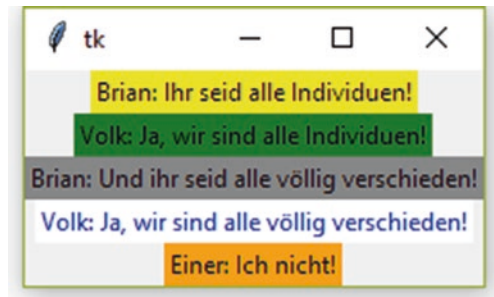 tk
Brian: Ihr seid alle Individuen!
Volk: Ja, wir sind alle Individuen!
Brian: Und ihr seid alle völlig verschieden!
Volk: Ja, wir sind alle völlig verschieden!
Einer: Ich nicht!